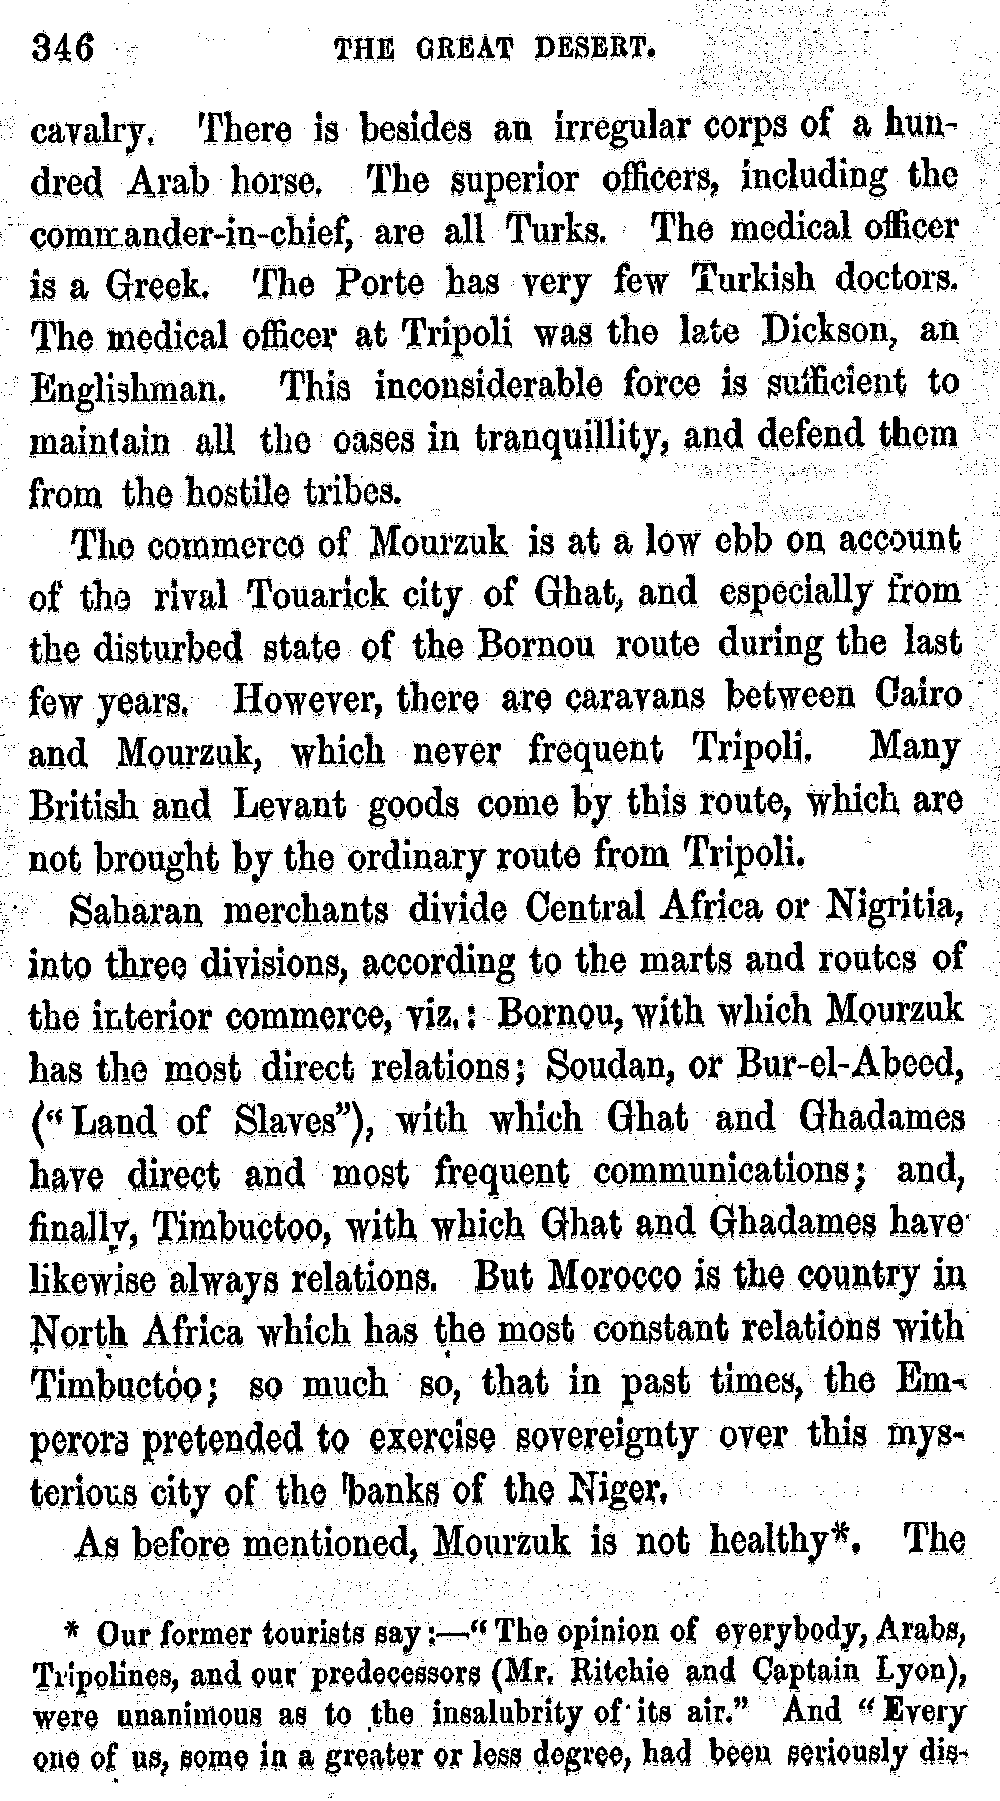 346 THE GREAT DESERT.
cavalry. There is besides an irregular corps of a hun-
dred Arab horse. The superior officers, including the
commander-in-chief, are all Turks. The medical officer
is a Greek. The Porte has very few Turkish doctors.
The medical officer at Tripoli was the late Dickson, an
Englishman. This inconsiderable force is sufficient to
maintain all the oases in tranquillity, and defend them
from the hostile tribes.
The commerce of Mourzuk is at a low ebb on account
of the rival Touarick city of Ghat, and especially from
the disturbed state of the Bornou route during the last
few years. However, there are caravans between Cairo
and Mourzuk, which never frequent Tripoli. Many
British and Levant goods come by this route, which are
not brought by the ordinary route from Tripoli.
Saharan merchants divide Central Africa or Nigritia,
into three divisions, according to the marts and routes of
the interior commerce, viz.: Bornou, with which Mourzuk
has the most direct relations; Soudan, or Bur-el-Abeed,
("Land of Slaves"), with which Ghat and Ghadames
have direct and most frequent communications; and,
finally, Timbuctoo, with which Ghat and Ghadames have
likewise always relations. But Morocco is the country in
North Africa which has the most constant relations with
Timbuctoo; so much so, that in past times, the Em-
perors pretended to exercise sovereignty over this mys-
terious city of the banks of the Niger.
As before mentioned, Mourzuk is not healthy*. The
* Our former tourists say:—"The opinion of everybody, Arabs,
Tripolines, and our predecessors (Mr. Ritchie and Captain Lyon),
were unanimous as to the insalubrity of its air." And "Every
one of us, some in a greater or less degree, had been seriously dis-